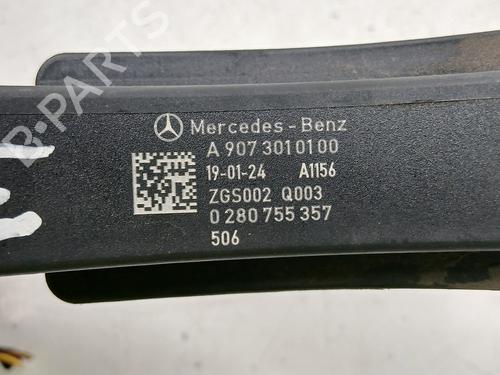 B-PARTS
Mercedes-Benz
A 907 301 01 00
19-01-24 A1156
ZGS002 Q003
0 280 755 357
506